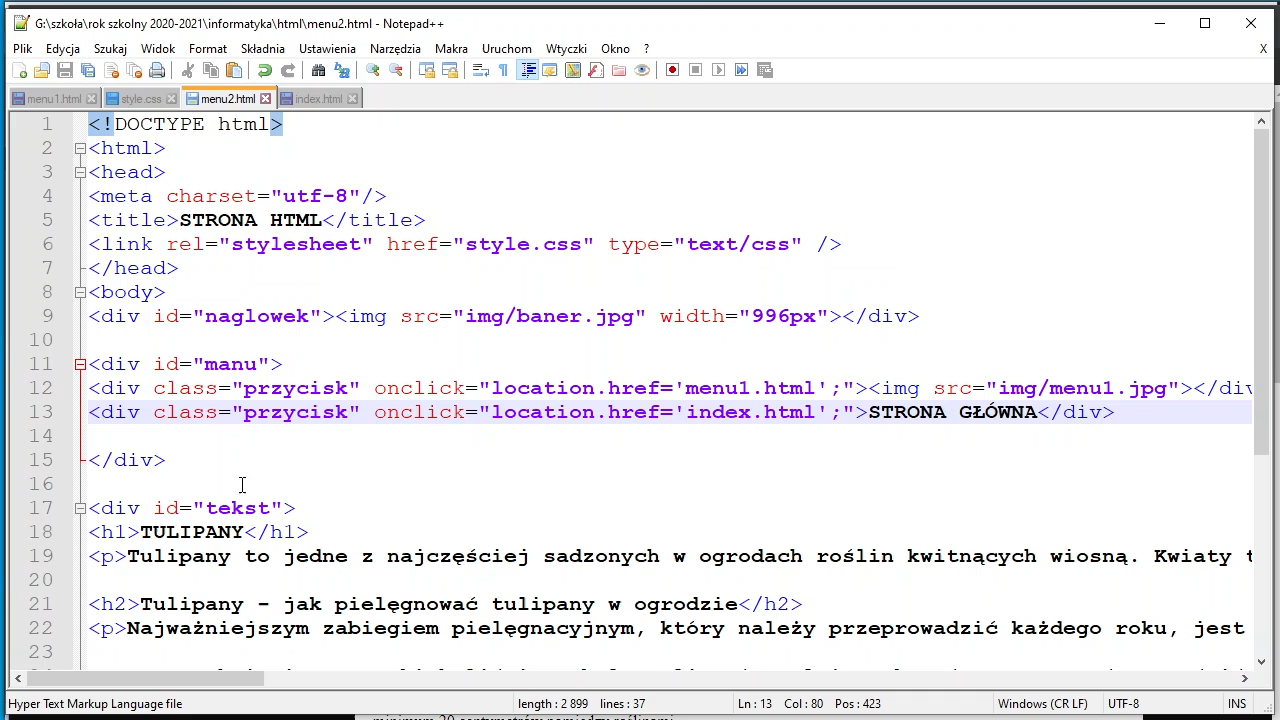 G:\szkoła\rok szkolny 2020-2021\informatyka\html\menu2.html - Notepad++
Plik Edycja Szukaj Widok Format Składnia Ustawienia Narzędzia Makra Uruchom Wtyczki Okno ? X
menu1.html style.css menu2.html index.html
1 <!DOCTYPE html>
2 <html>
3 <head>
4 <meta charset="utf-8"/>
5 <title>STRONA HTML</title>
6 <link rel="stylesheet" href="style.css" type="text/css" />
7 </head>
8 <body>
9 <div id="naglowek"><img src="img/baner.jpg" width="996px"></div>
10
11 <div id="manu">
12 <div class="przycisk" onclick="location.href='menu1.html';"><img src="img/menu1.jpg"></div
13 <div class="przycisk" onclick="location.href='index.html';">STRONA GŁÓWNA</div>
14
15 </div>
16
17 <div id="tekst">
18 <h1>TULIPANY</h1>
19 <p>Tulipany to jedne z najczęściej sadzonych w ogrodach roślin kwitnących wiosną. Kwiaty t
20
21 <h2>Tulipany - jak pielęgnować tulipany w ogrodzie</h2>
22 <p>Najważniejszym zabiegiem pielęgnacyjnym, który należy przeprowadzić każdego roku, jest
23
Hyper Text Markup Language file length : 2 899 lines : 37 Ln : 13 Col : 80 Pos : 423 Windows (CR LF) UTF-8 INS